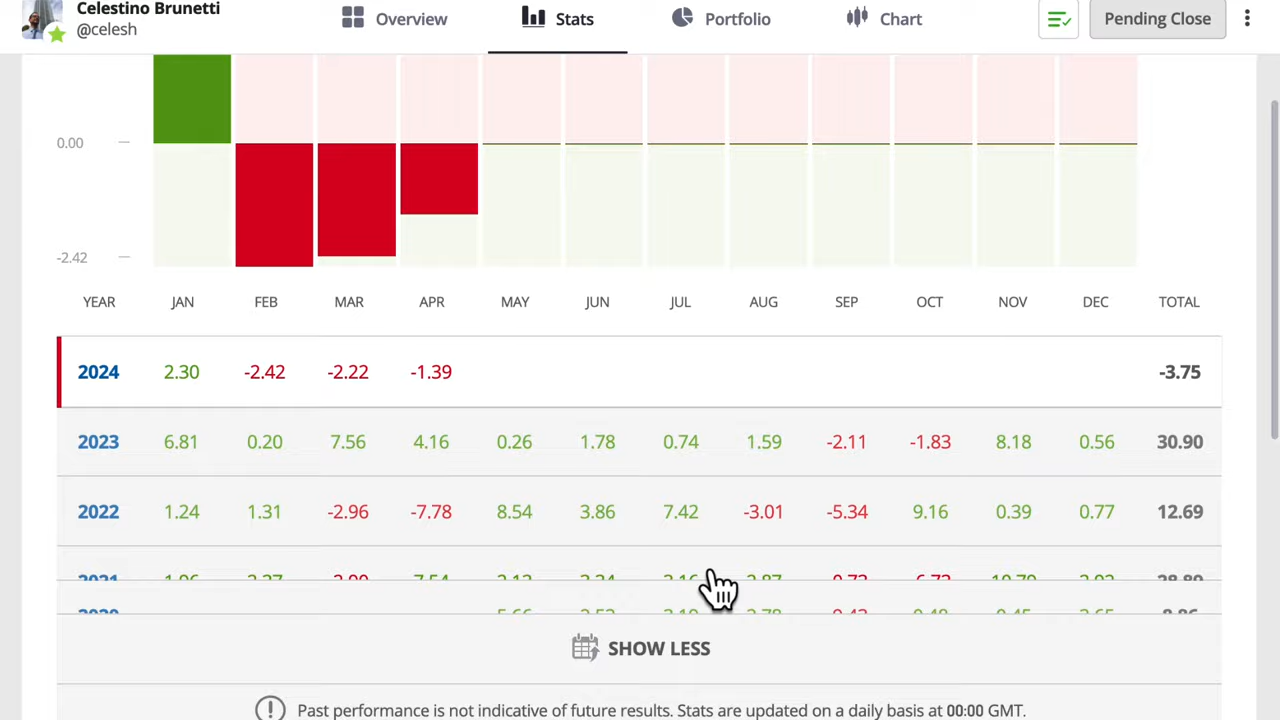 Celestino Brunetti
@celesh
Overview
Stats
Portfolio
Chart
Pending Close
0.00
-2.42
YEAR JAN FEB MAR APR MAY JUN JUL AUG SEP OCT NOV DEC TOTAL
2024 2.30 -2.42 -2.22 -1.39 -3.75
2023 6.81 0.20 7.56 4.16 0.26 1.78 0.74 1.59 -2.11 -1.83 8.18 0.56 30.90
2022 1.24 1.31 -2.96 -7.78 8.54 3.86 7.42 -3.01 -5.34 9.16 0.39 0.77 12.69
2021
2020
SHOW LESS
Past performance is not indicative of future results. Stats are updated on a daily basis at 00:00 GMT.